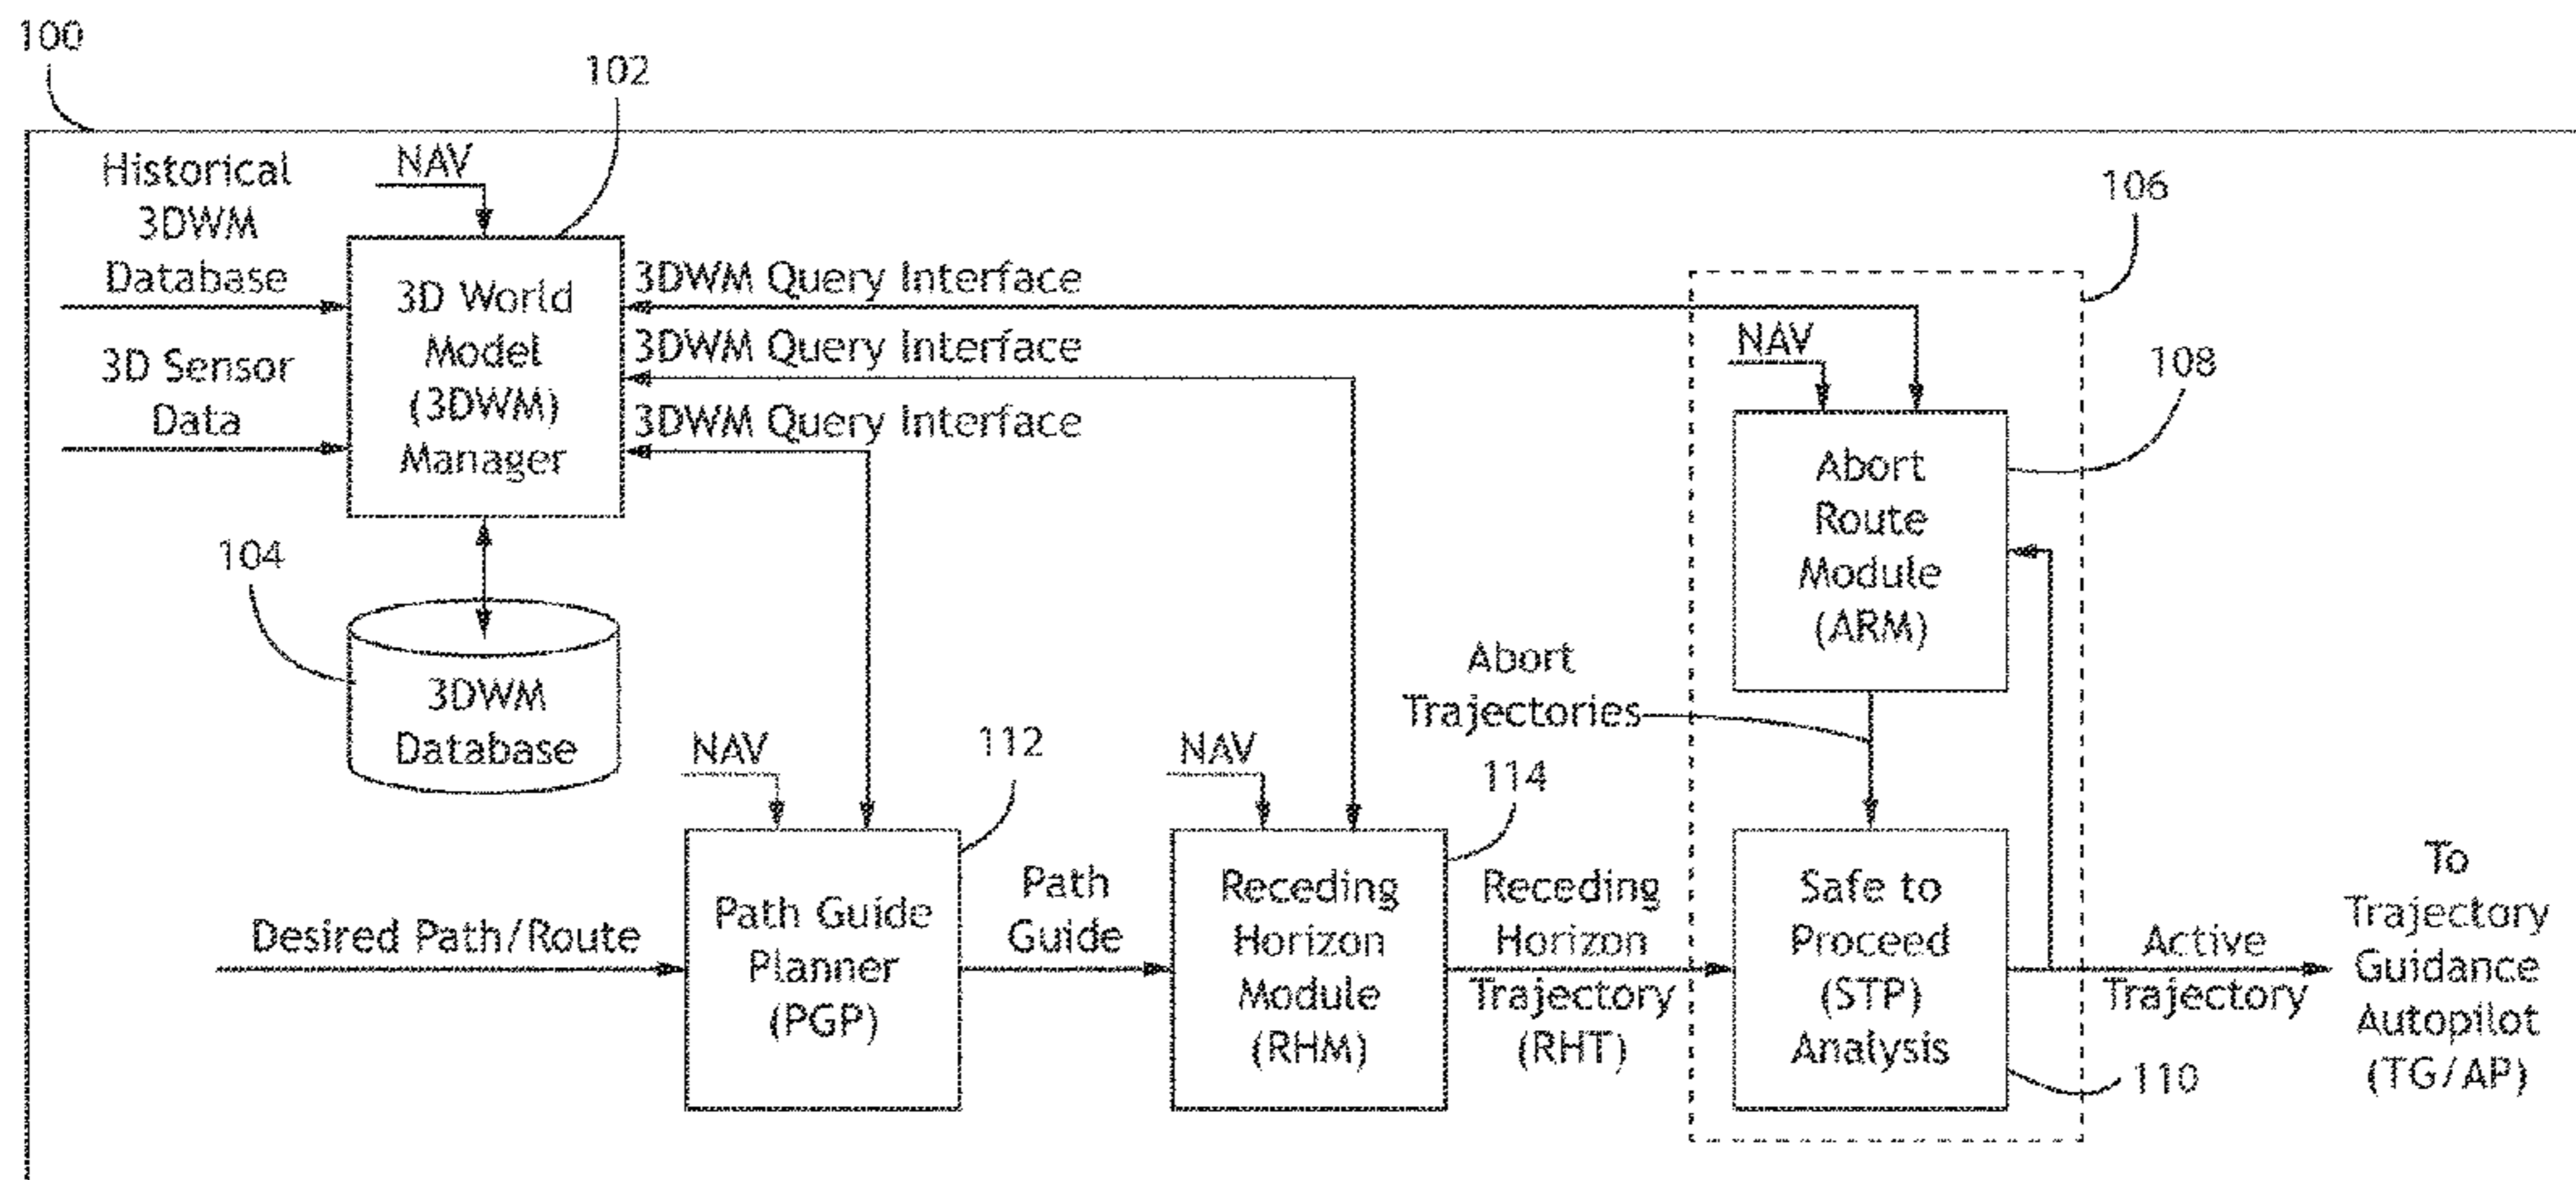 100
102
Historical
3DWM
Database
NAV
106
3D World
Model
(3DWM)
Manager
3DWM Query Interface
3DWM Query Interface
3DWM Query Interface
3D Sensor
Data
NAV
108
Abort
Route
Module
(ARM)
104
3DWM
Database
Abort
Trajectories
NAV
112
NAV
114
Desired Path/Route
Path Guide
Planner
(PGP)
Path
Guide
Receding
Horizon
Module
(RHM)
Receding
Horizon
Trajectory
(RHT)
Safe to
Proceed
(STP)
Analysis
110
Active
Trajectory
To
Trajectory
Guidance
Autopilot
(TG/AP)